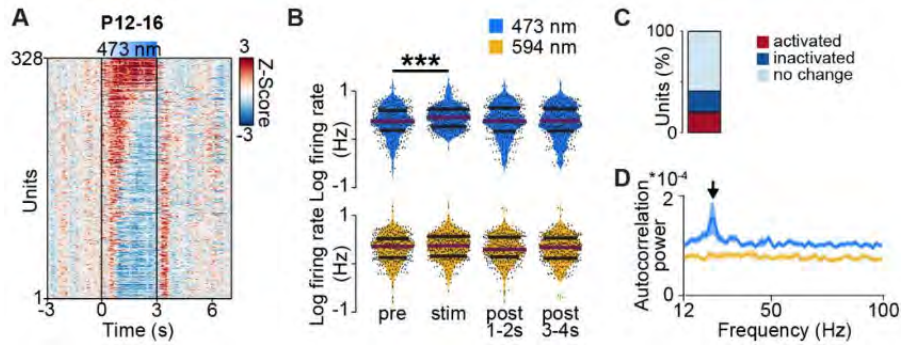 A
P12-16
473 nm
328
1
Units
-3 0 3 6
Time (s)
3
-3
Z-Score
B
473 nm
594 nm
***
1
-1
Log firing rate
(Hz)
1
-1
Log firing rate
(Hz)
pre stim post post
1-2s 3-4s
C
100
0
Units (%)
activated
inactivated
no change
D
*10-4
2
0
Autocorrelation
power
12 50 100
Frequency (Hz)